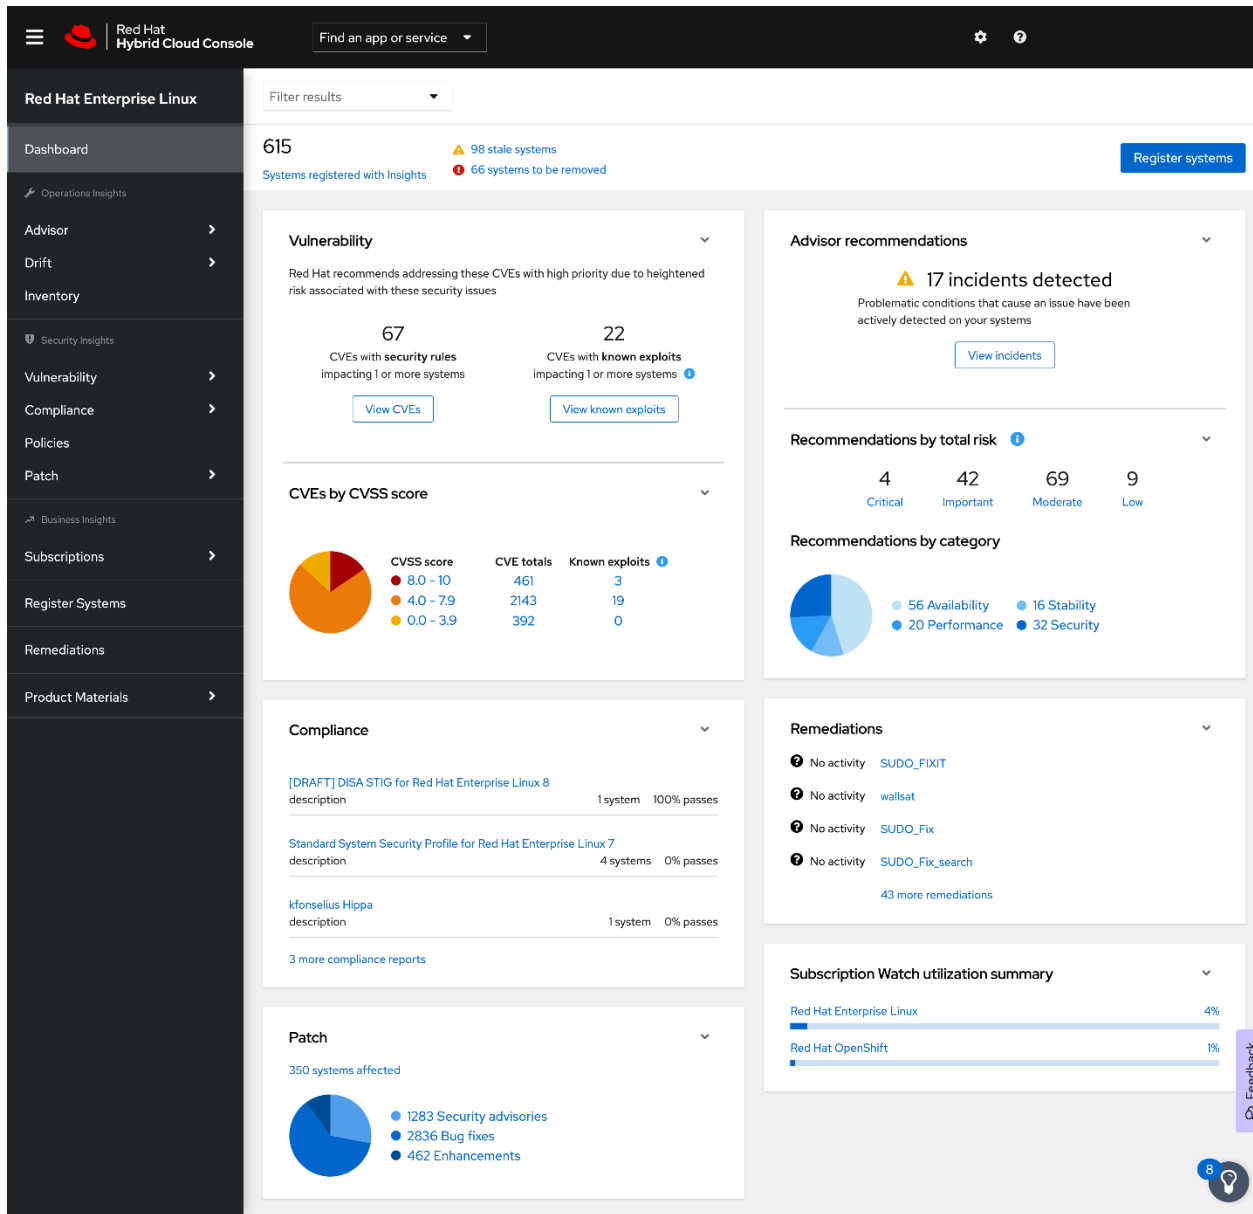 Red Hat
Hybrid Cloud Console
Find an app or service
Red Hat Enterprise Linux
Dashboard
Operations Insights
Advisor
Drift
Inventory
Security Insights
Vulnerability
Compliance
Policies
Patch
Business Insights
Subscriptions
Register Systems
Remediations
Product Materials
Filter results
615
Systems registered with Insights
98 stale systems
66 systems to be removed
Register systems
Vulnerability
Red Hat recommends addressing these CVEs with high priority due to heightened
risk associated with these security issues
67
CVEs with security rules
impacting 1 or more systems
View CVEs
22
CVEs with known exploits
impacting 1 or more systems
View known exploits
CVEs by CVSS score
CVSS score CVE totals Known exploits
8.0 - 10 461 3
4.0 - 7.9 2143 19
0.0 - 3.9 392 0
Compliance
[DRAFT] DISA STIG for Red Hat Enterprise Linux 8
description 1 system 100% passes
Standard System Security Profile for Red Hat Enterprise Linux 7
description 4 systems 0% passes
kfonselius Hippa
description 1 system 0% passes
3 more compliance reports
Patch
350 systems affected
1283 Security advisories
2836 Bug fixes
462 Enhancements
Advisor recommendations
17 incidents detected
Problematic conditions that cause an issue have been
actively detected on your systems
View incidents
Recommendations by total risk
4 42 69 9
Critical Important Moderate Low
Recommendations by category
56 Availability 16 Stability
20 Performance 32 Security
Remediations
No activity SUDO_FIXIT
No activity wallsat
No activity SUDO_Fix
No activity SUDO_Fix_search
43 more remediations
Subscription Watch utilization summary
Red Hat Enterprise Linux 4%
Red Hat OpenShift 1%
Feedback
8